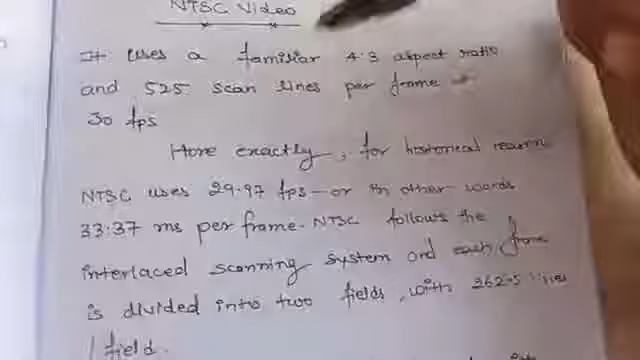 NTSC Video
It uses a familiar 4.3 aspect ratio
and 525 scan lines per frame
30 fps
More exactly, for historical reason
NTSC uses 29.97 fps - or in other words
33.37 ms per frame. NTSC follows the
interlaced scanning system and each frame
is divided into two fields, with 262.5 lines
/ field.